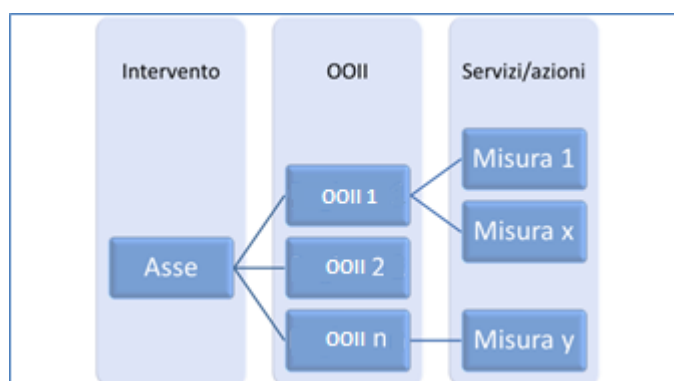 Intervento
OOII
Servizi/azioni
Asse
OOII 1
OOII 2
OOII n
Misura 1
Misura x
Misura y